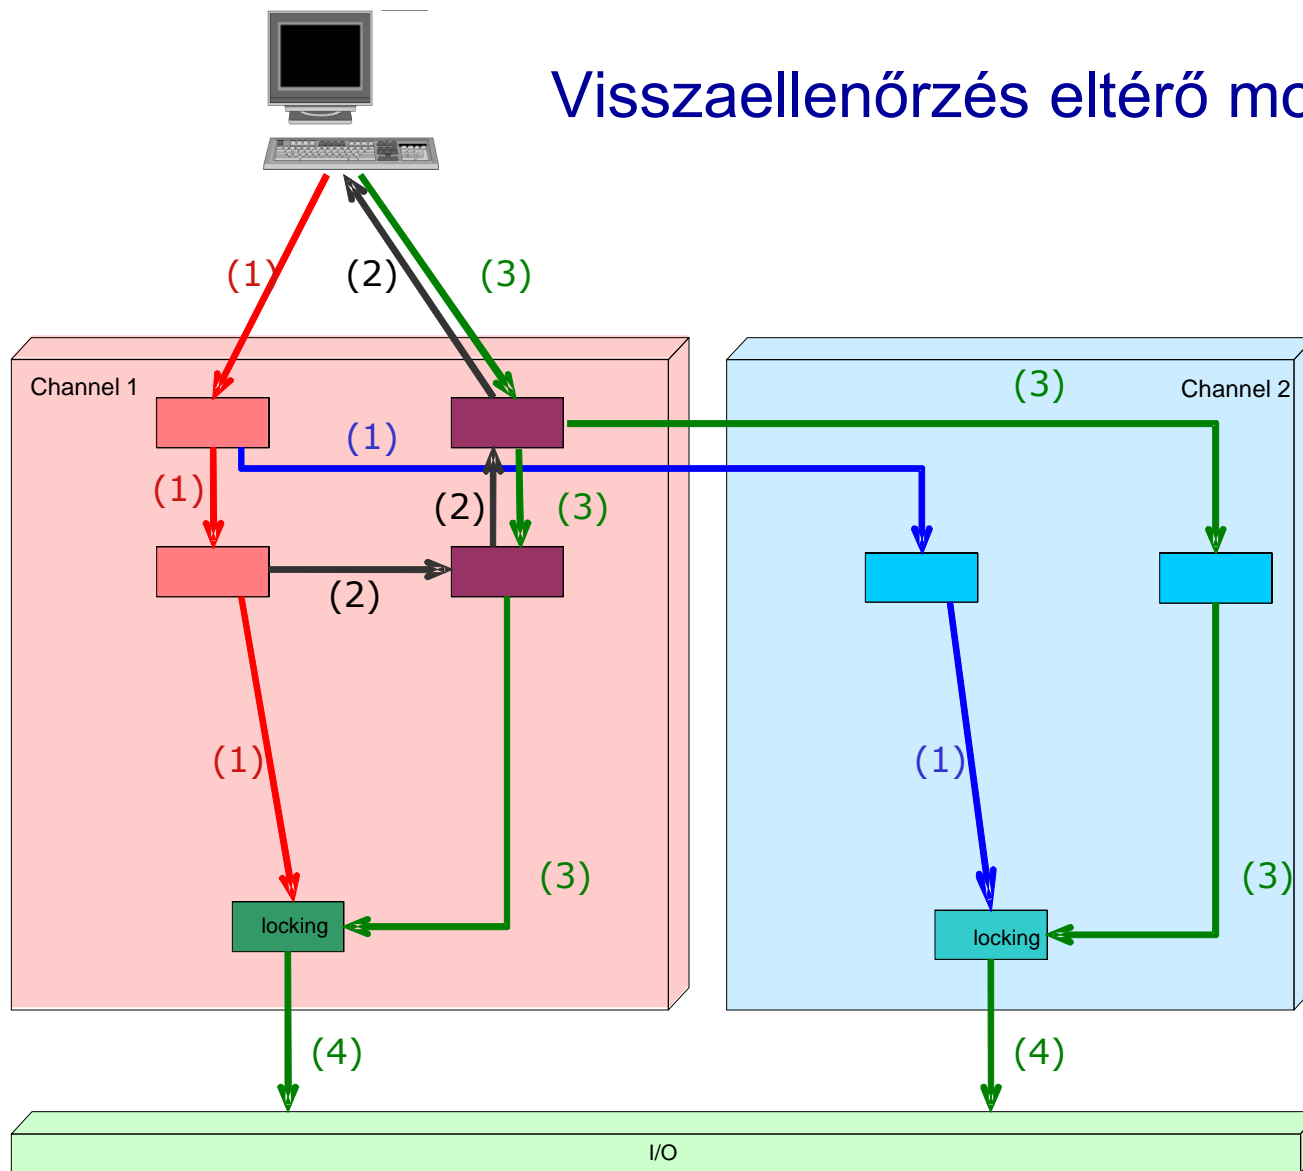 Visszaellenőrzés eltérő
(1)
(2)
(3)
Channel 1
(3)
Channel 2
(1)
(1)
(2)
(3)
(2)
(1)
(1)
(3)
(3)
locking
locking
(4)
(4)
I/O